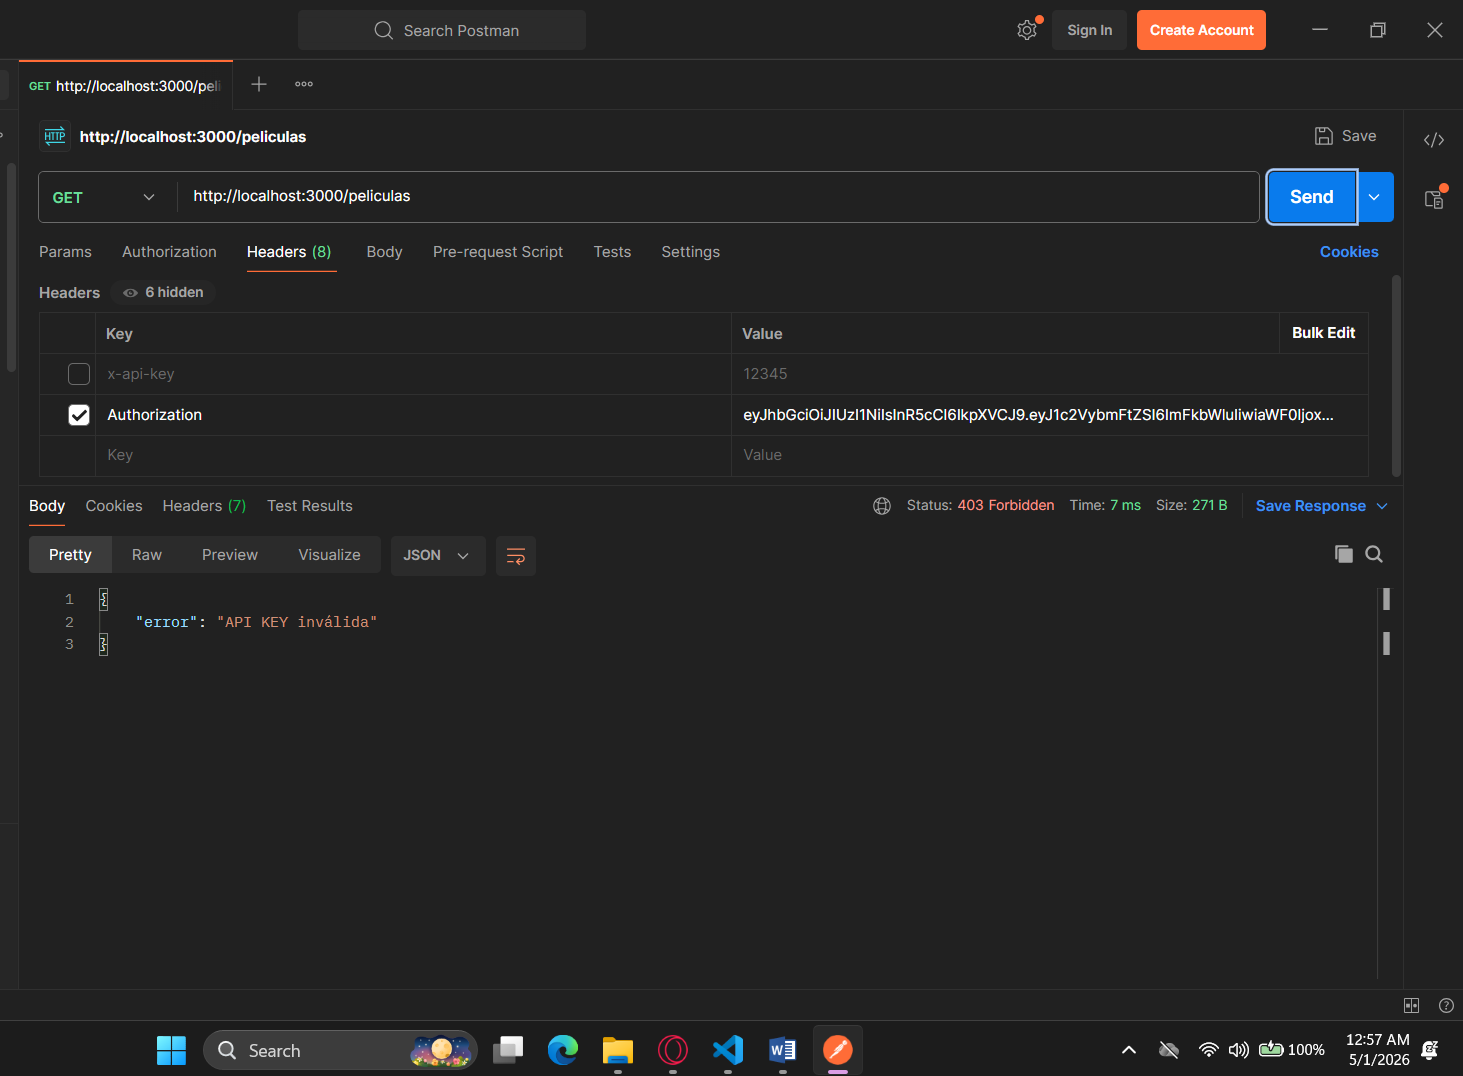 Search Postman
Sign In
Create Account
GET http://localhost:3000/peli
HTTP http://localhost:3000/peliculas
Save
GET
http://localhost:3000/peliculas
Send
Params Authorization Headers (8) Body Pre-request Script Tests Settings
Cookies
Headers 6 hidden
Key Value Bulk Edit
x-api-key 12345
Authorization eyJhbGciOiJIUzI1NiIsInR5cCI6IkpXVCJ9.eyJ1c2VybmFtZSI6ImFkbWluIiwiaWF0Ijox...
Key Value
Body Cookies Headers (7) Test Results
Status: 403 Forbidden Time: 7 ms Size: 271 B Save Response
Pretty Raw Preview Visualize JSON
1 {
2 "error": "API KEY inválida"
3 }
Search
100%
12:57 AM
5/1/2026